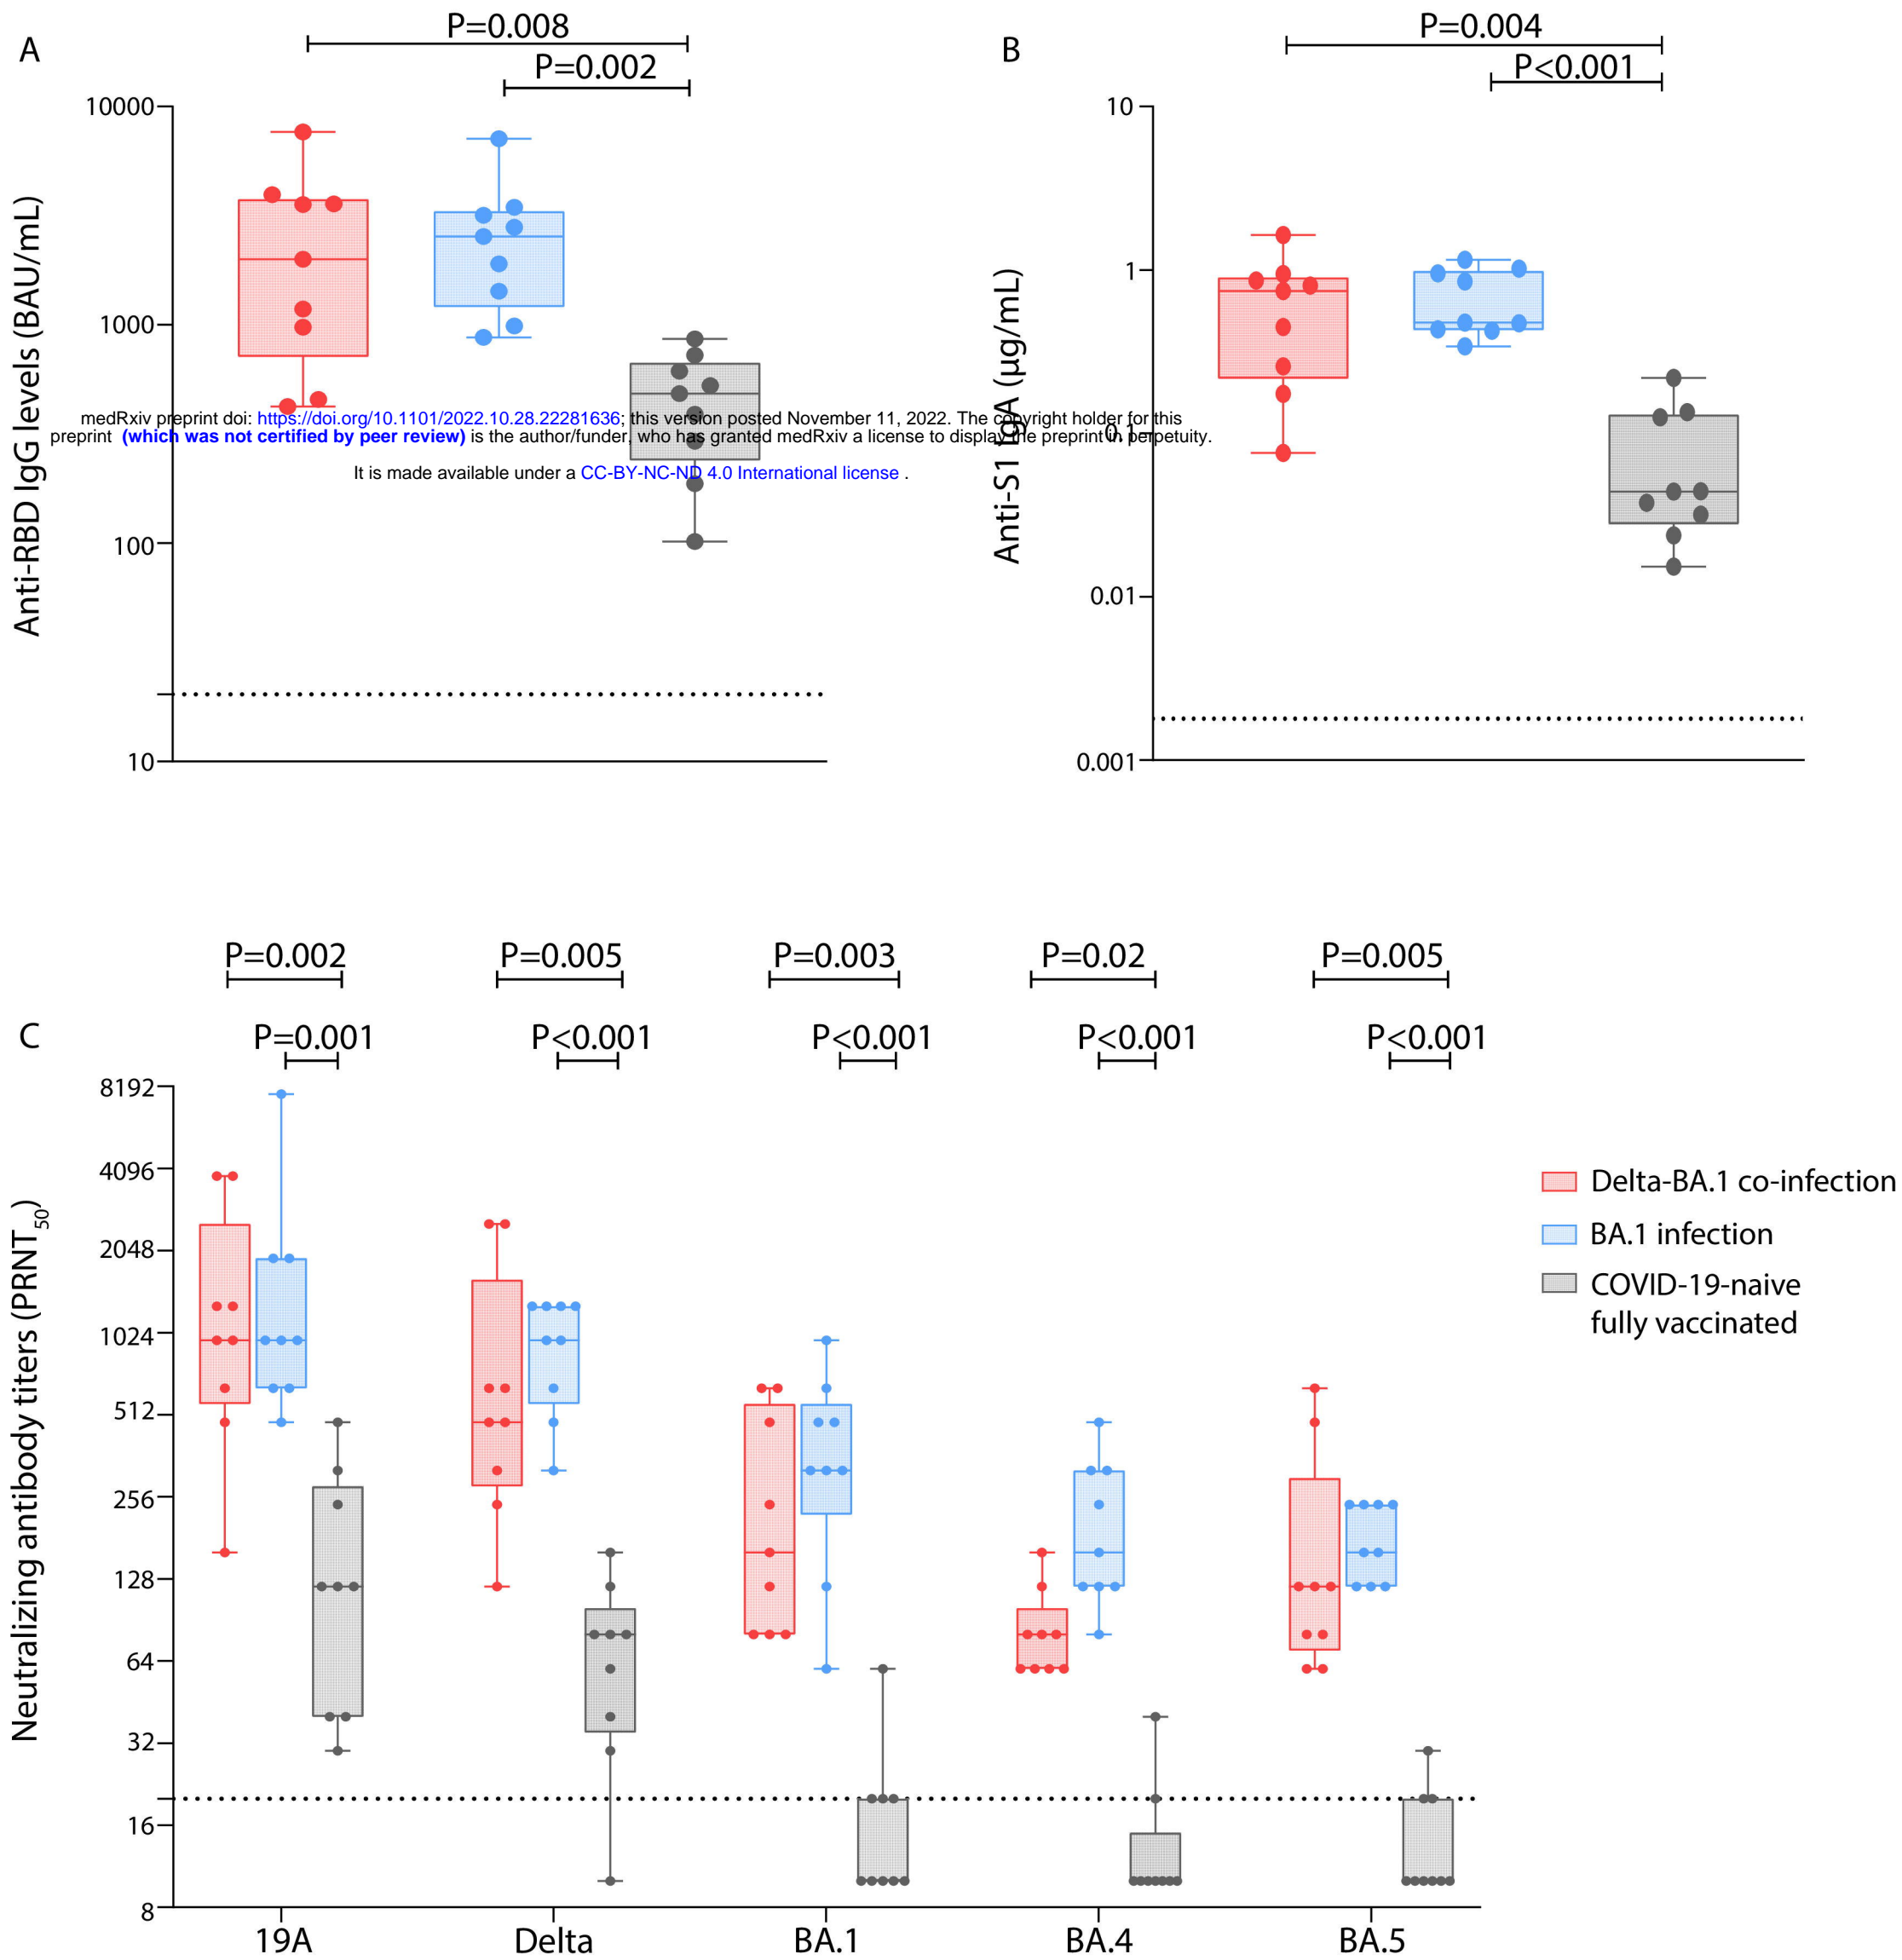 P=0.008
P=0.002
A
10000
1000
100
10
Anti-RBD IgG levels (BAU/mL)
P=0.004
P<0.001
B
10
1
0.1
0.01
0.001
Anti-S1 IgA (µg/mL)
medRxiv preprint doi: https://doi.org/10.1101/2022.10.28.22281636; this version posted November 11, 2022. The copyright holder for this
preprint (which was not certified by peer review) is the author/funder, who has granted medRxiv a license to display the preprint in perpetuity.
It is made available under a CC-BY-NC-ND 4.0 International license .
P=0.002
P=0.005
P=0.003
P=0.02
P=0.005
C
P=0.001
P<0.001
P<0.001
P<0.001
P<0.001
8192
4096
2048
1024
512
256
128
64
32
16
8
Neutralizing antibody titers (PRNT50)
19A
Delta
BA.1
BA.4
BA.5
Delta-BA.1 co-infection
BA.1 infection
COVID-19-naive
fully vaccinated